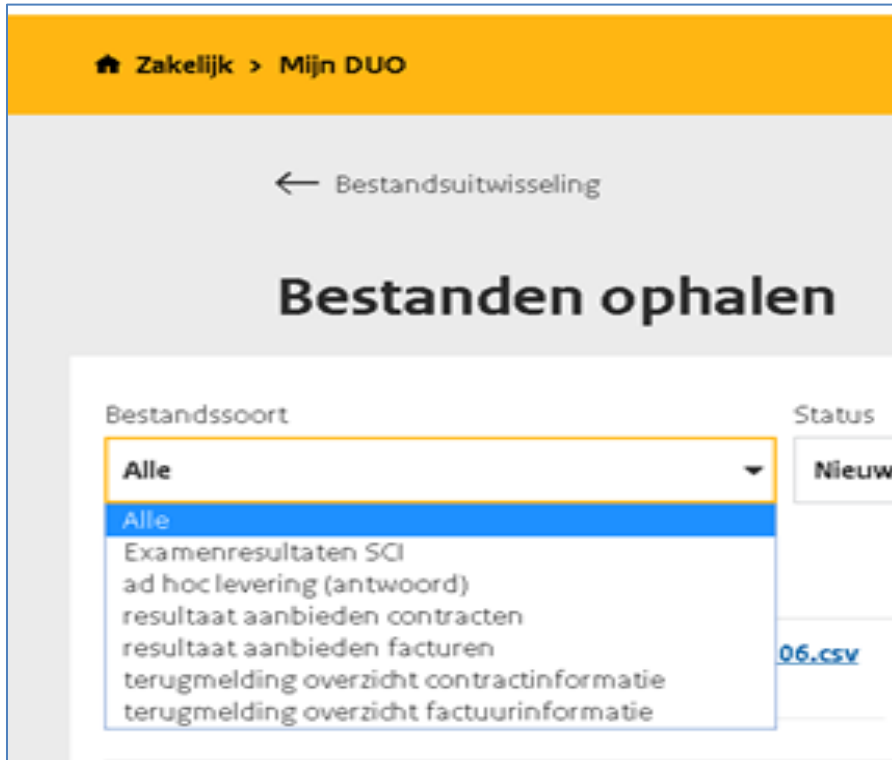 Zakelijk > Mijn DUO
← Bestandsuitwisseling
Bestanden ophalen
Bestandssoort Status
Alle Nieuw
Alle
Examenresultaten SCI
ad hoc levering (antwoord)
resultaat aanbieden contracten
resultaat aanbieden facturen
06.csv
terugmelding overzicht contractinformatie
terugmelding overzicht factuurinformatie